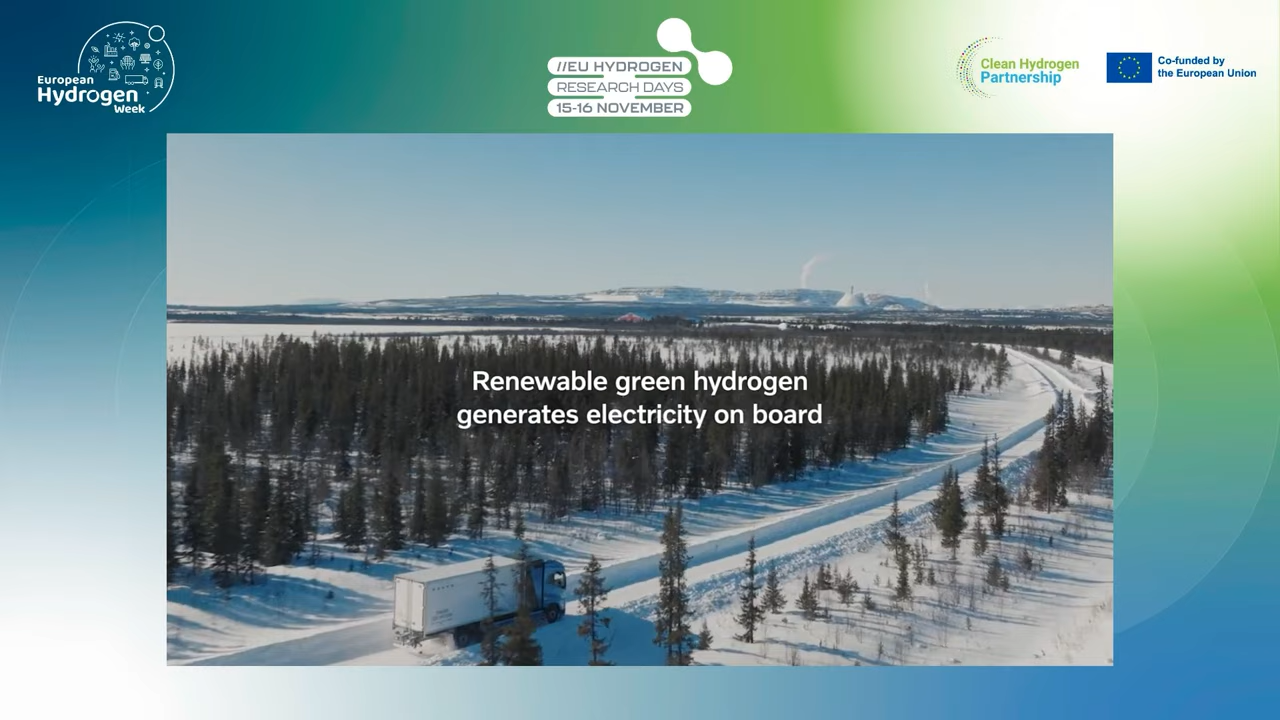 European
Hydrogen
Week
//EU HYDROGEN
RESEARCH DAYS
15-16 NOVEMBER
Clean Hydrogen
Partnership
Co-funded by
the European Union
Renewable green hydrogen
generates electricity on board